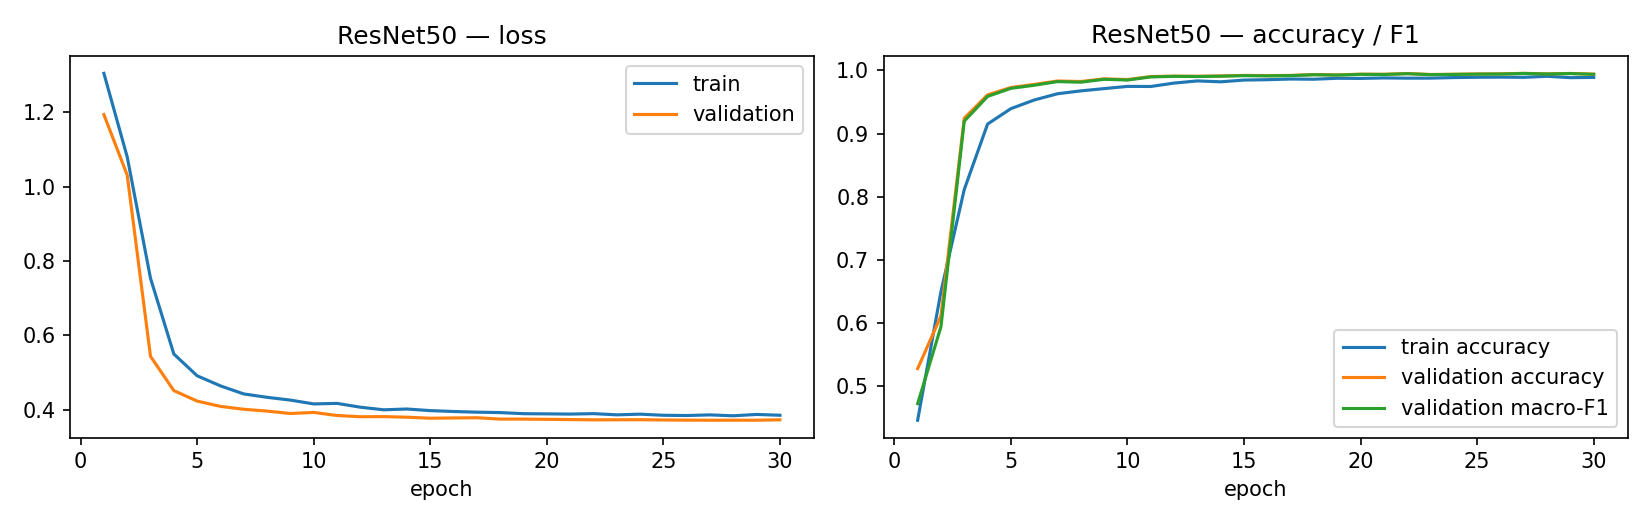 ResNet50 — loss
1.2
1.0
0.8
0.6
0.4
train
validation
0 5 10 15 20 25 30
epoch
ResNet50 — accuracy / F1
1.0
0.9
0.8
0.7
0.6
0.5
train accuracy
validation accuracy
validation macro-F1
0 5 10 15 20 25 30
epoch